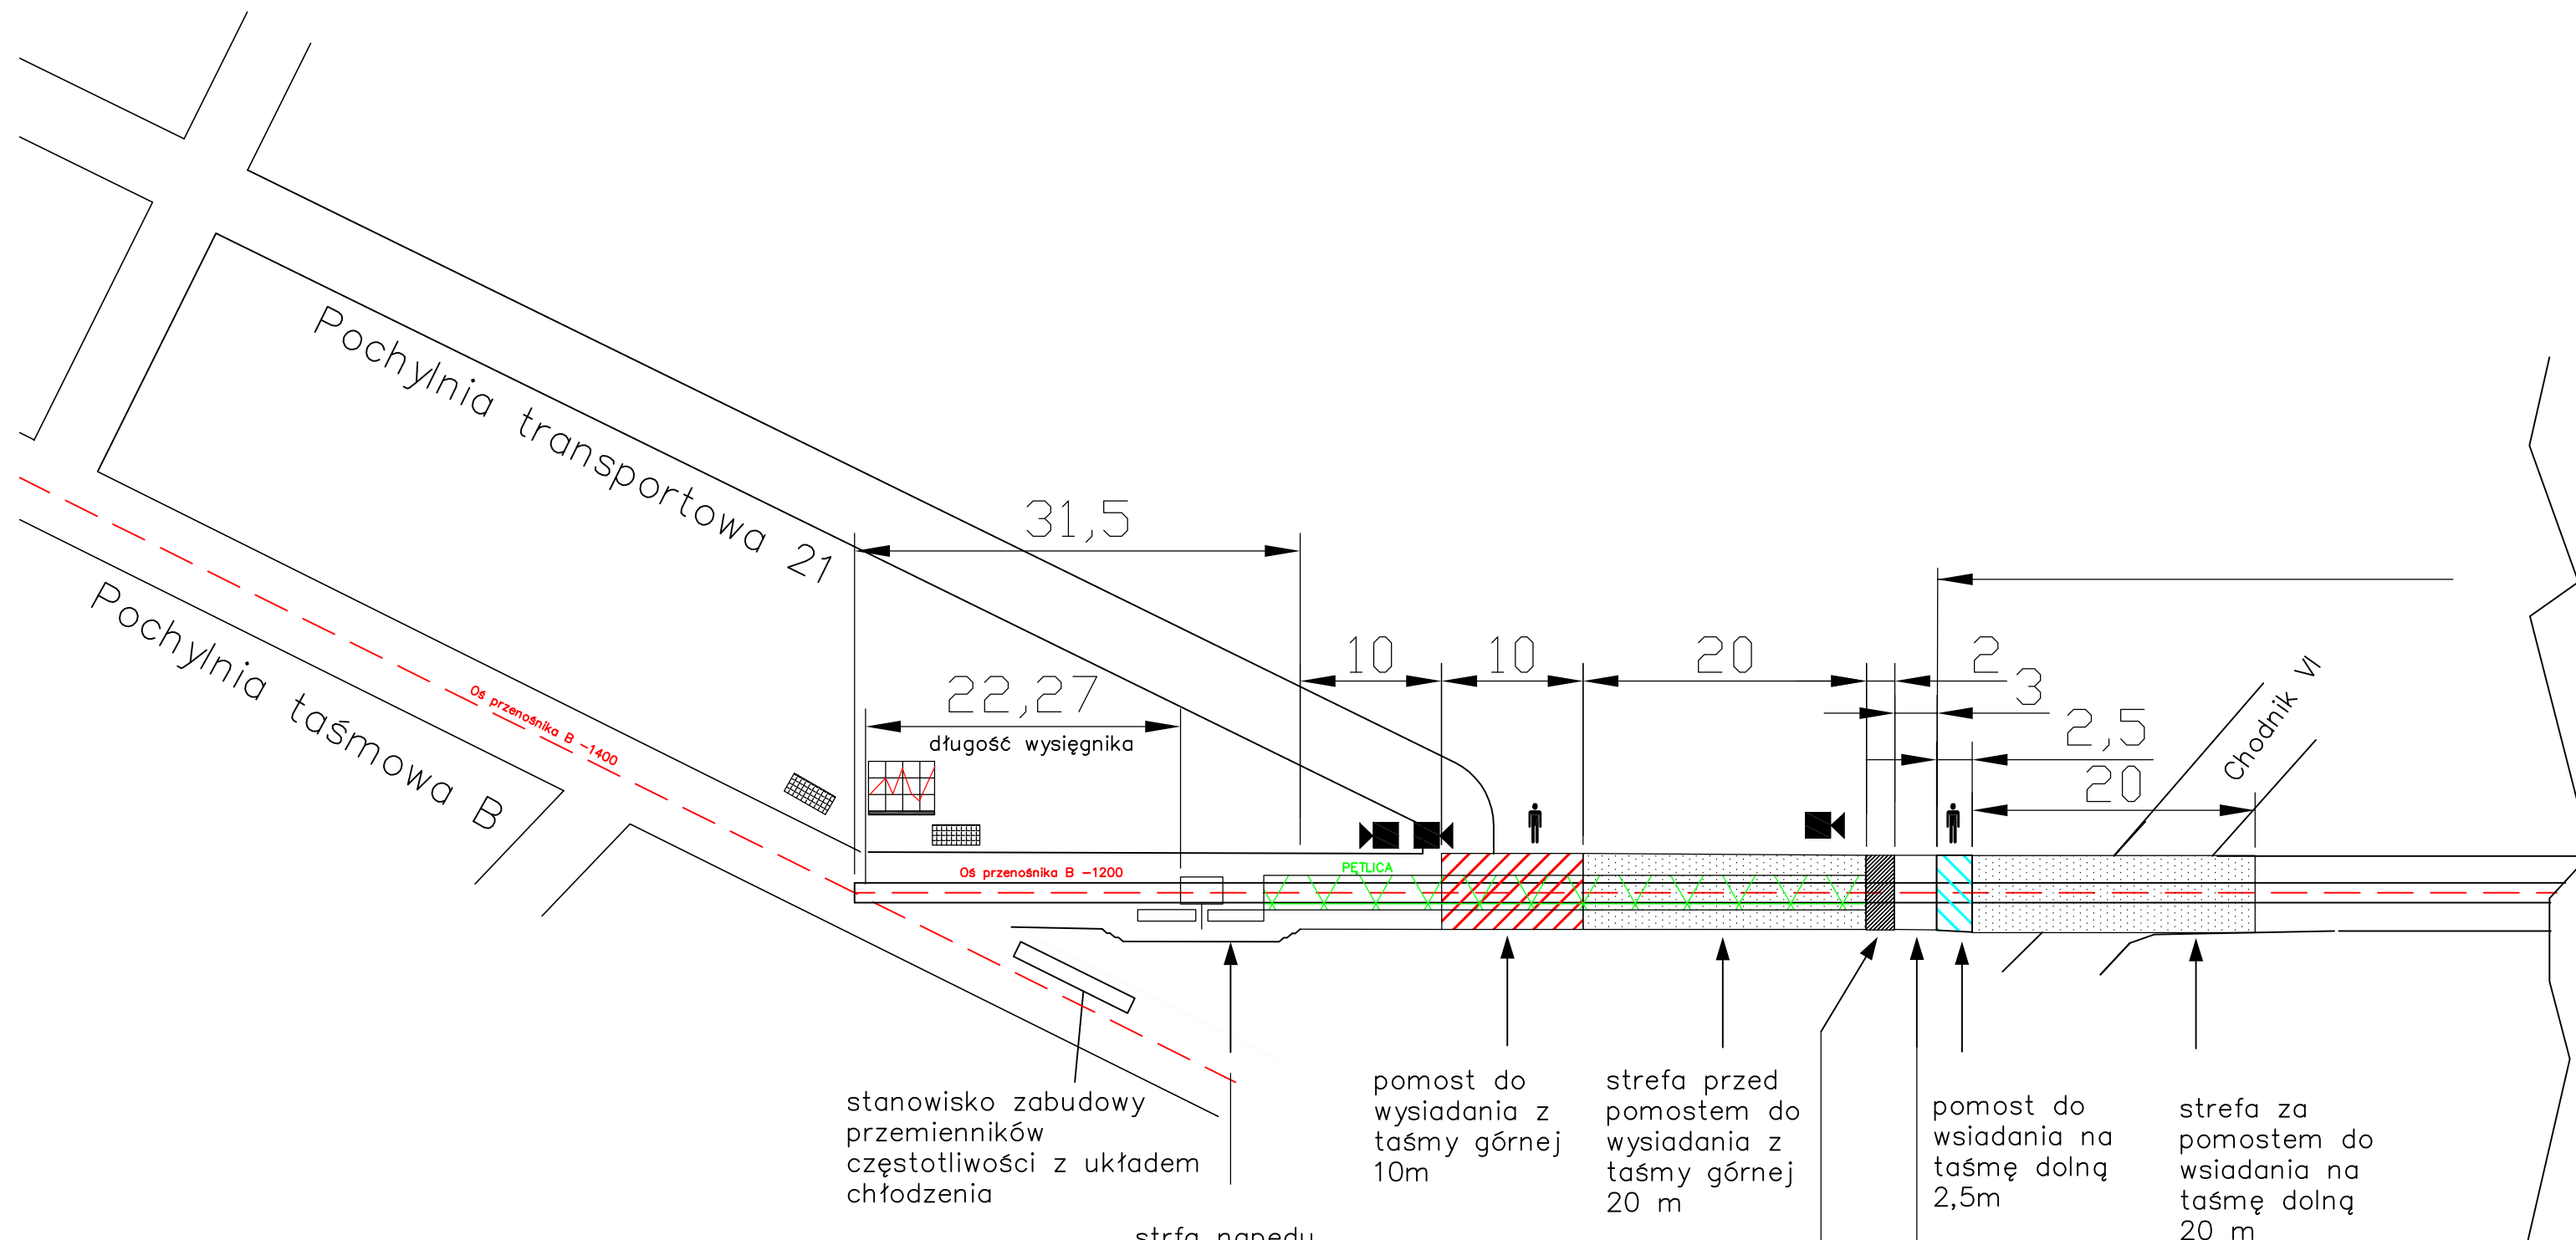 Pochylnia transportowa 21
Pochylnia taśmowa B
Oś przenośnika B -1400
31,5
10
10
20
2
3
22,27
długość wysięgnika
2,5
20
Chodnik VI
Oś przenośnika B -1200
PĘTLICA
stanowisko zabudowy
przemienników
częstotliwości z układem
chłodzenia
strfa napędu
pomost do
wysiadania z
taśmy górnej
10m
strefa przed
pomostem do
wysiadania z
taśmy górnej
20 m
pomost do
wsiadania na
taśmę dolną
2,5m
strefa za
pomostem do
wsiadania na
taśmę dolną
20 m